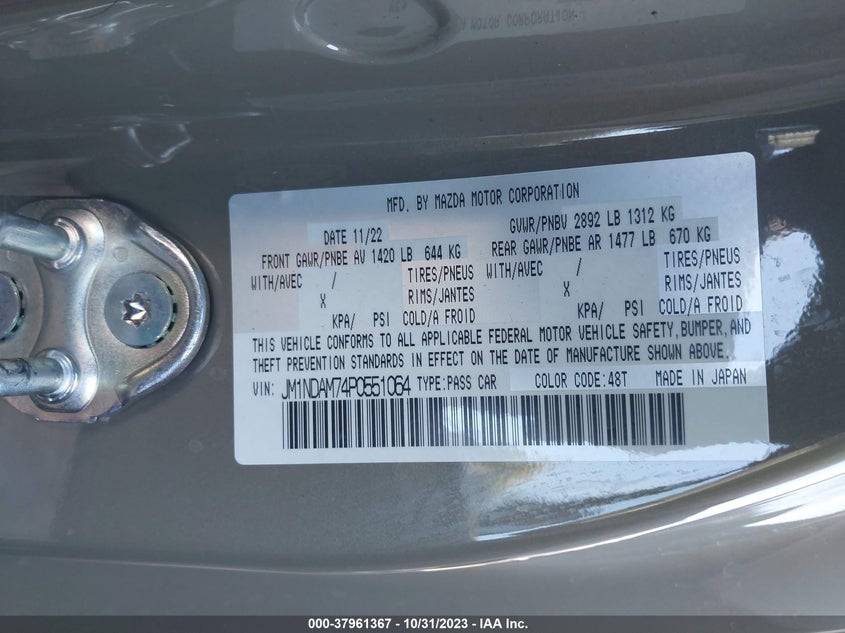 MOTOR CORPORATION
MFD. BY MAZDA MOTOR CORPORATION
DATE 11/22 GVWR/PNBV 2892 LB 1312 KG
FRONT GAWR/PNBE AV 1420 LB 644 KG REAR GAWR/PNBE AR 1477 LB 670 KG
WITH/AVEC / TIRES/PNEUS WITH/AVEC / TIRES/PNEUS
X RIMS/JANTES X RIMS/JANTES
KPA/ PSI COLD/A FROID KPA/ PSI COLD/A FROID
THIS VEHICLE CONFORMS TO ALL APPLICABLE FEDERAL MOTOR VEHICLE SAFETY, BUMPER, AND
THEFT PREVENTION STANDARDS IN EFFECT ON THE DATE OF MANUFACTURE SHOWN ABOVE.
VIN: JM1NDAM74P0551064 TYPE:PASS CAR COLOR CODE:48T MADE IN JAPAN
000-37961367 - 10/31/2023 - IAA Inc.